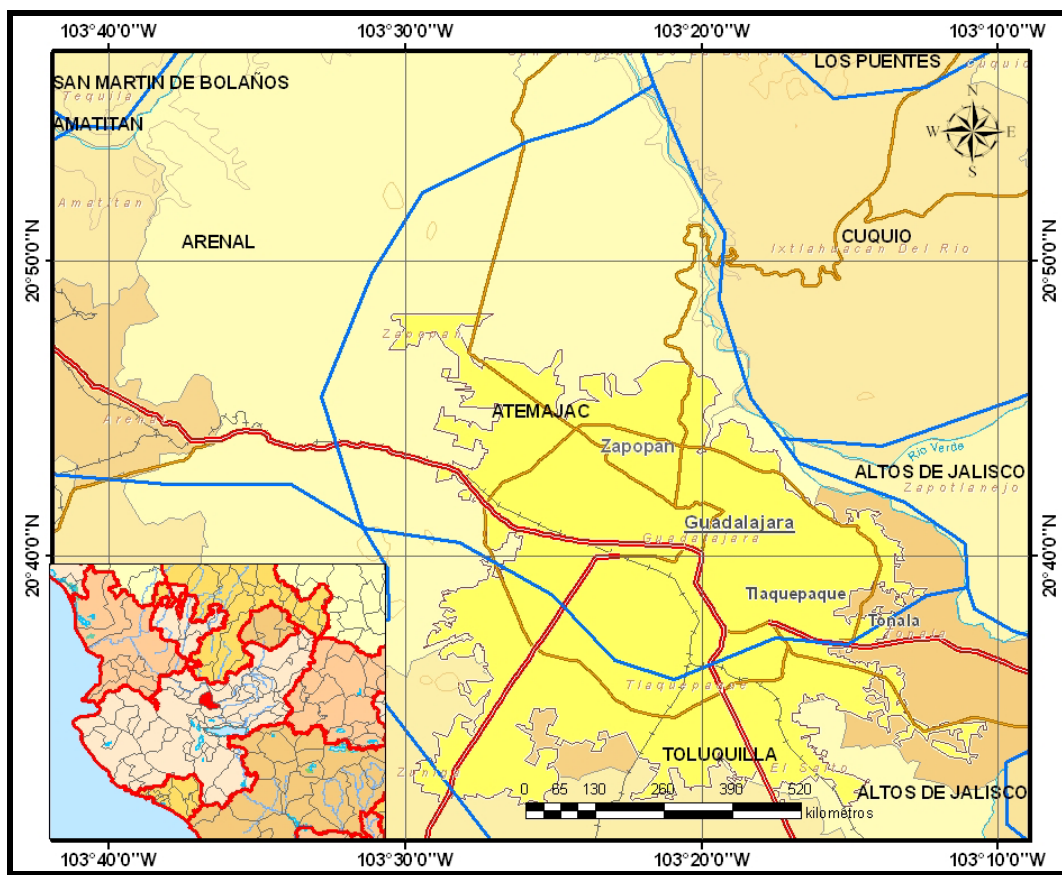 103°40'0"W
103°30'0"W
103°20'0"W
103°10'0"W
LOS PUENTES
Cuquio
SAN MARTIN DE BOLAÑOS
Tequila
AMATITAN
N
W
E
S
Amatitan
ARENAL
CUQUIO
Ixtlahuacan Del Rio
20°50'0"N
20°50'0"N
Zapopan
Arenal
ATEMAJAC
Zapopan
Rio Verde
ALTOS DE JALISCO
Zapotlanejo
Guadalajara
Guadalajara
20°40'0"N
20°40'0"N
Tlaquepaque
Tonala
Tonala
Tlaquepaque
TOLUQUILLA
El Salto
ALTOS DE JALISCO
0 65 130 260 390 520
kilométros
103°40'0"W
103°30'0"W
103°20'0"W
103°10'0"W